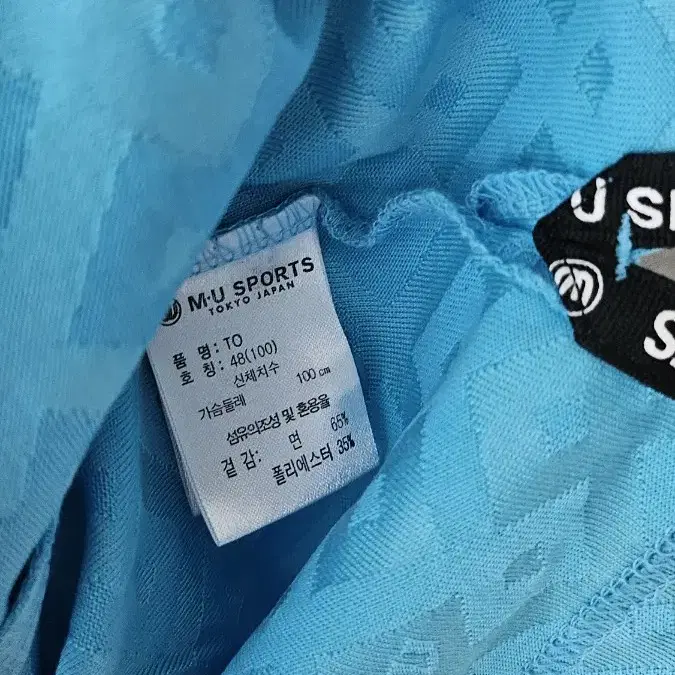 M·U SPORTS
TOKYO JAPAN
품 명: TO
호 칭: 48(100)
신체치수
가슴둘레 100㎝
섬유의조성 및 혼용율
겉 감: 면 65%
폴리에스터 35%
U S
M
S